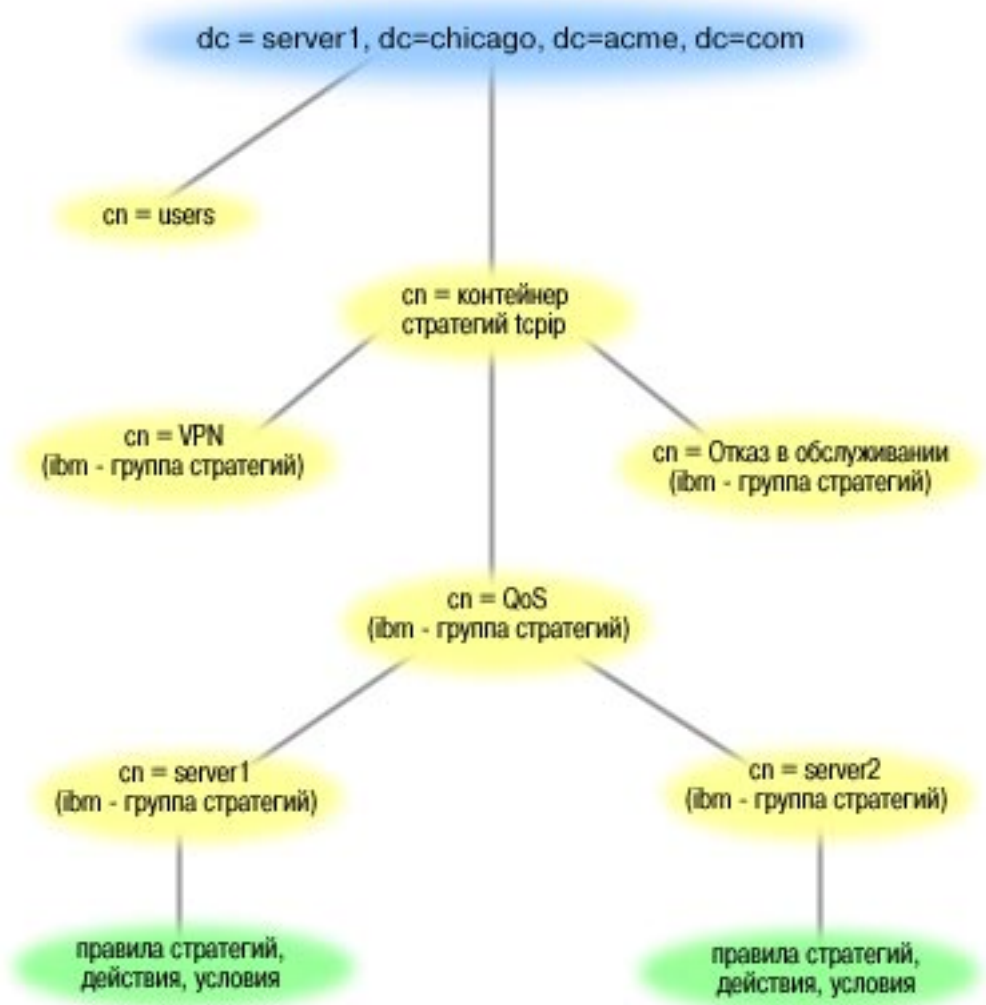 dc = server1, dc=chicago, dc=acme, dc=com
cn = users
cn = контейнер
стратегий tcpip
cn = VPN
(ibm - группа стратегий)
cn = Отказ в обслуживании
(ibm - группа стратегий)
cn = QoS
(ibm - группа стратегий)
cn = server1
(ibm - группа стратегий)
cn = server2
(ibm - группа стратегий)
правила стратегий,
действия, условия
правила стратегий,
действия, условия